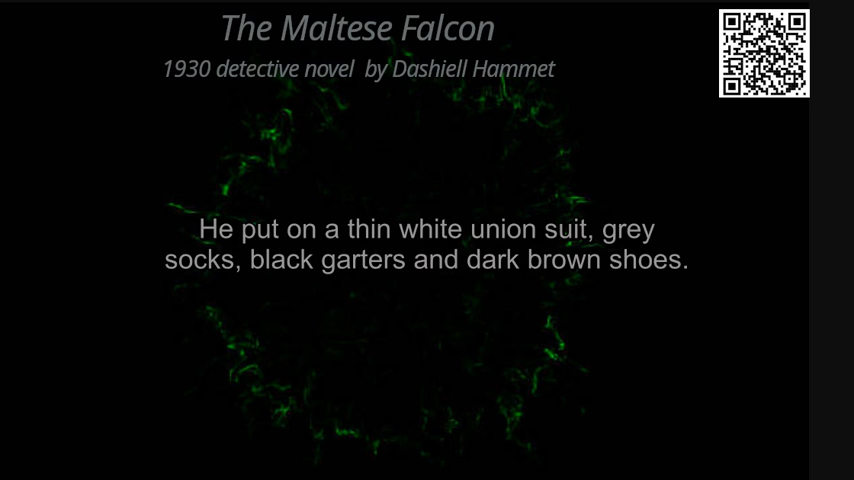 The Maltese Falcon
1930 detective novel  by Dashiell Hammet
He put on a thin white union suit, grey
socks, black garters and dark brown shoes.